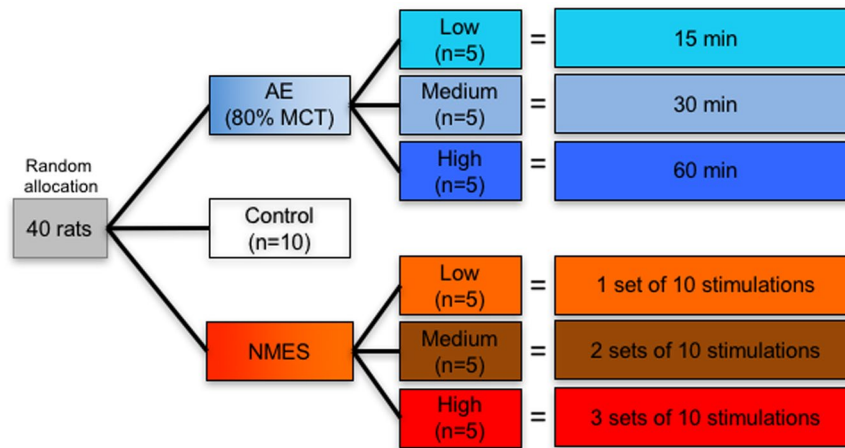 Low
(n=5)
=
15 min
AE
(80% MCT)
Medium
(n=5)
=
30 min
High
(n=5)
=
60 min
Random
allocation
40 rats
Control
(n=10)
Low
(n=5)
=
1 set of 10 stimulations
NMES
Medium
(n=5)
=
2 sets of 10 stimulations
High
(n=5)
=
3 sets of 10 stimulations